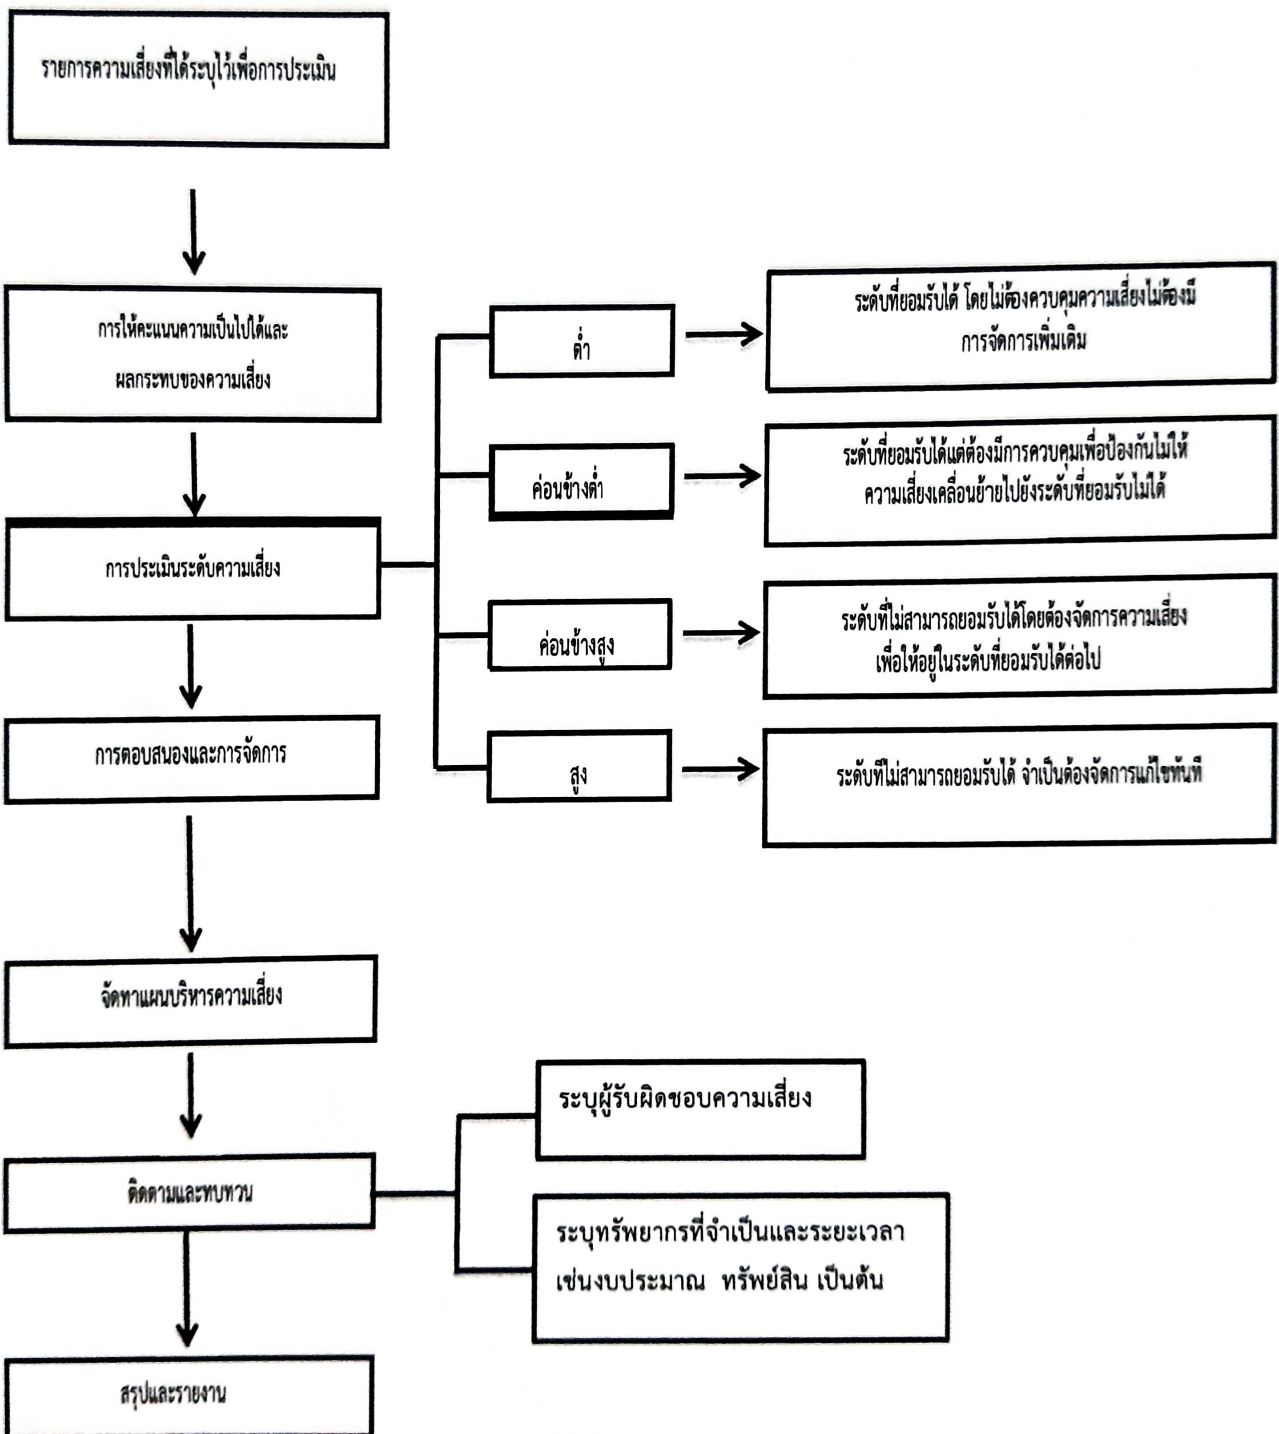 รายการความเสี่ยงที่ได้ระบุไว้เพื่อการประเมิน
การให้คะแนนความเป็นไปได้และ
ผลกระทบของความเสี่ยง
การประเมินระดับความเสี่ยง
ต่ำ
ระดับที่ยอมรับได้ โดยไม่ต้องควบคุมความเสี่ยงไม่ต้องมี
การจัดการเพิ่มเติม
ค่อนข้างต่ำ
ระดับที่ยอมรับได้แต่ต้องมีการควบคุมเพื่อป้องกันไม่ให้
ความเสี่ยงเคลื่อนย้ายไปยังระดับที่ยอมรับไม่ได้
ค่อนข้างสูง
ระดับที่ไม่สามารถยอมรับได้โดยต้องจัดการความเสี่ยง
เพื่อให้อยู่ในระดับที่ยอมรับได้ต่อไป
สูง
ระดับที่ไม่สามารถยอมรับได้ จำเป็นต้องจัดการแก้ไขทันที
การตอบสนองและการจัดการ
จัดทาแผนบริหารความเสี่ยง
ติดตามและทบทวน
ระบุผู้รับผิดชอบความเสี่ยง
ระบุทรัพยากรที่จำเป็นและระยะเวลา
เช่นงบประมาณ ทรัพย์สิน เป็นต้น
สรุปและรายงาน